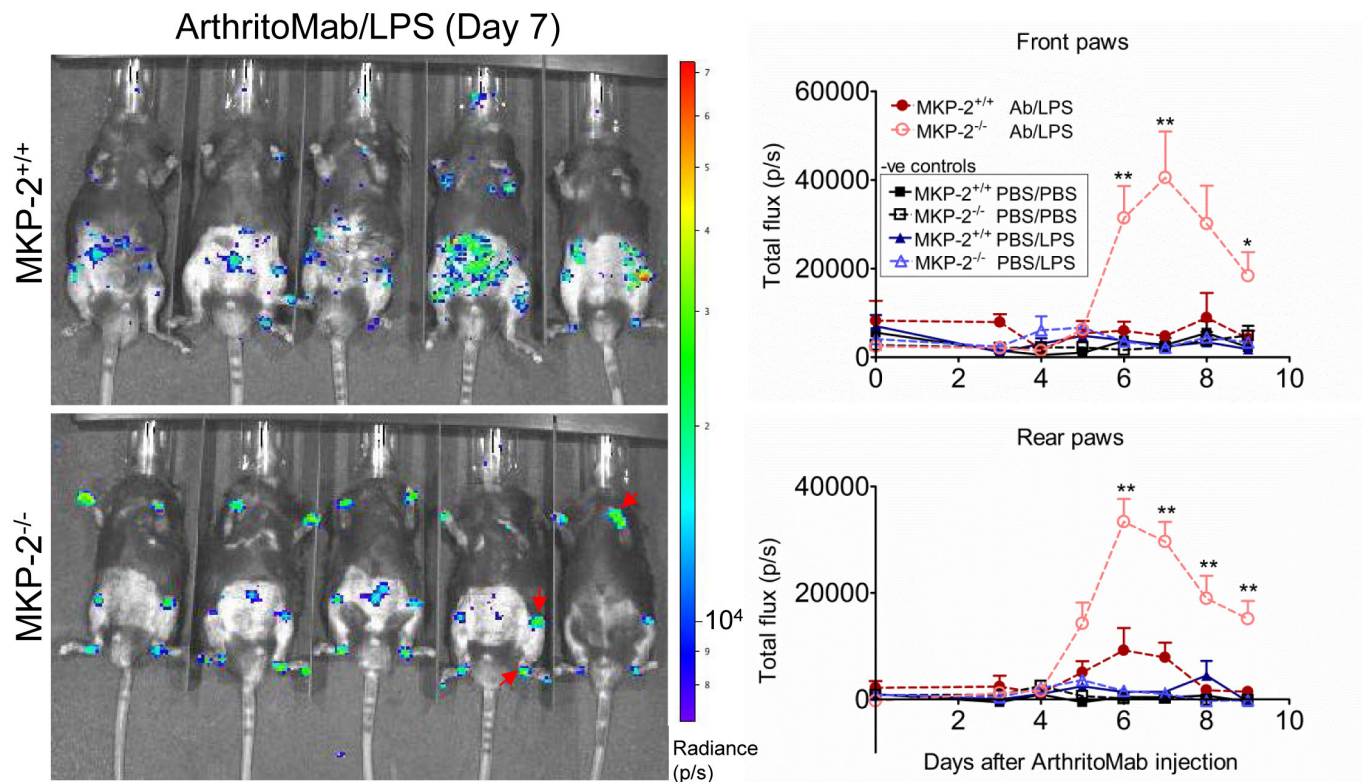 ArthritoMab/LPS (Day 7)
MKP-2+/+
MKP-2-/-
7
6
5
4
3
2
10⁴
9
8
Radiance
(p/s)
Front paws
Total flux (p/s)
60000
40000
20000
0
0 2 4 6 8 10
MKP-2+/+ Ab/LPS
MKP-2-/- Ab/LPS
-ve controls
MKP-2+/+ PBS/PBS
MKP-2-/- PBS/PBS
MKP-2+/+ PBS/LPS
MKP-2-/- PBS/LPS
** ** *
Rear paws
Total flux (p/s)
40000
20000
0
2 4 6 8 10
** ** ** **
Days after ArthritoMab injection